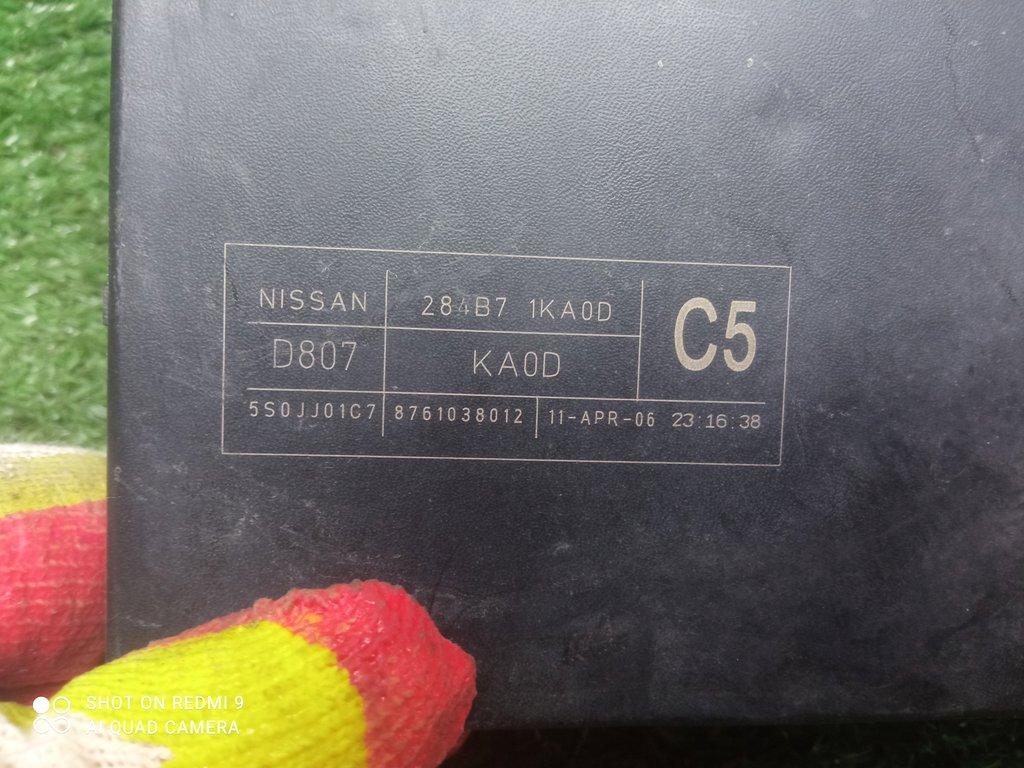 NISSAN 284B7 1KA0D C5
D807 KA0D
5S0JJ01C7 8761038012 11-APR-06 23:16:38
SHOT ON REDMI 9
AI QUAD CAMERA